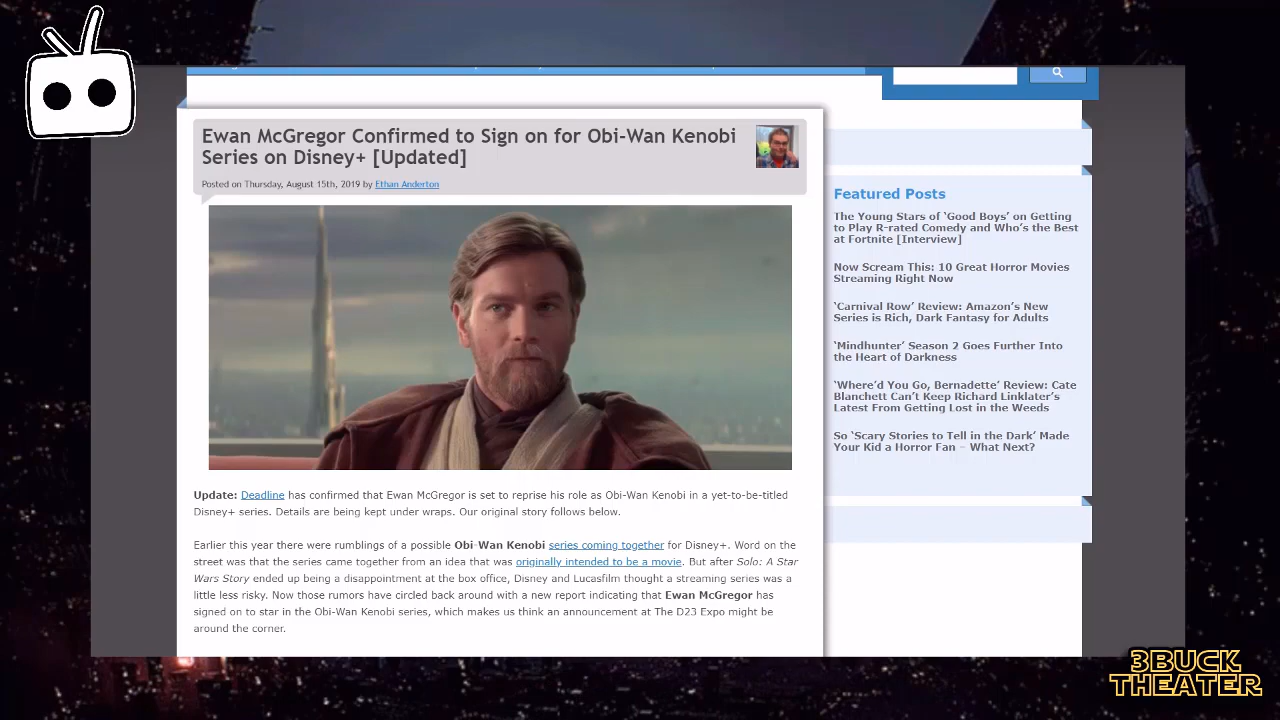 Ewan McGregor Confirmed to Sign on for Obi-Wan Kenobi
Series on Disney+ [Updated]
Posted on Thursday, August 15th, 2019 by Ethan Anderton
Update: Deadline has confirmed that Ewan McGregor is set to reprise his role as Obi-Wan Kenobi in a yet-to-be-titled
Disney+ series. Details are being kept under wraps. Our original story follows below.
Earlier this year there were rumblings of a possible Obi-Wan Kenobi series coming together for Disney+. Word on the
street was that the series came together from an idea that was originally intended to be a movie. But after Solo: A Star
Wars Story ended up being a disappointment at the box office, Disney and Lucasfilm thought a streaming series was a
little less risky. Now those rumors have circled back around with a new report indicating that Ewan McGregor has
signed on to star in the Obi-Wan Kenobi series, which makes us think an announcement at The D23 Expo might be
around the corner.
Featured Posts
The Young Stars of ‘Good Boys’ on Getting
to Play R-rated Comedy and Who’s the Best
at Fortnite [Interview]
Now Scream This: 10 Great Horror Movies
Streaming Right Now
‘Carnival Row’ Review: Amazon’s New
Series is Rich, Dark Fantasy for Adults
‘Mindhunter’ Season 2 Goes Further Into
the Heart of Darkness
‘Where’d You Go, Bernadette’ Review: Cate
Blanchett Can’t Keep Richard Linklater’s
Latest From Getting Lost in the Weeds
So ‘Scary Stories to Tell in the Dark’ Made
Your Kid a Horror Fan – What Next?
3BUCK
THEATER